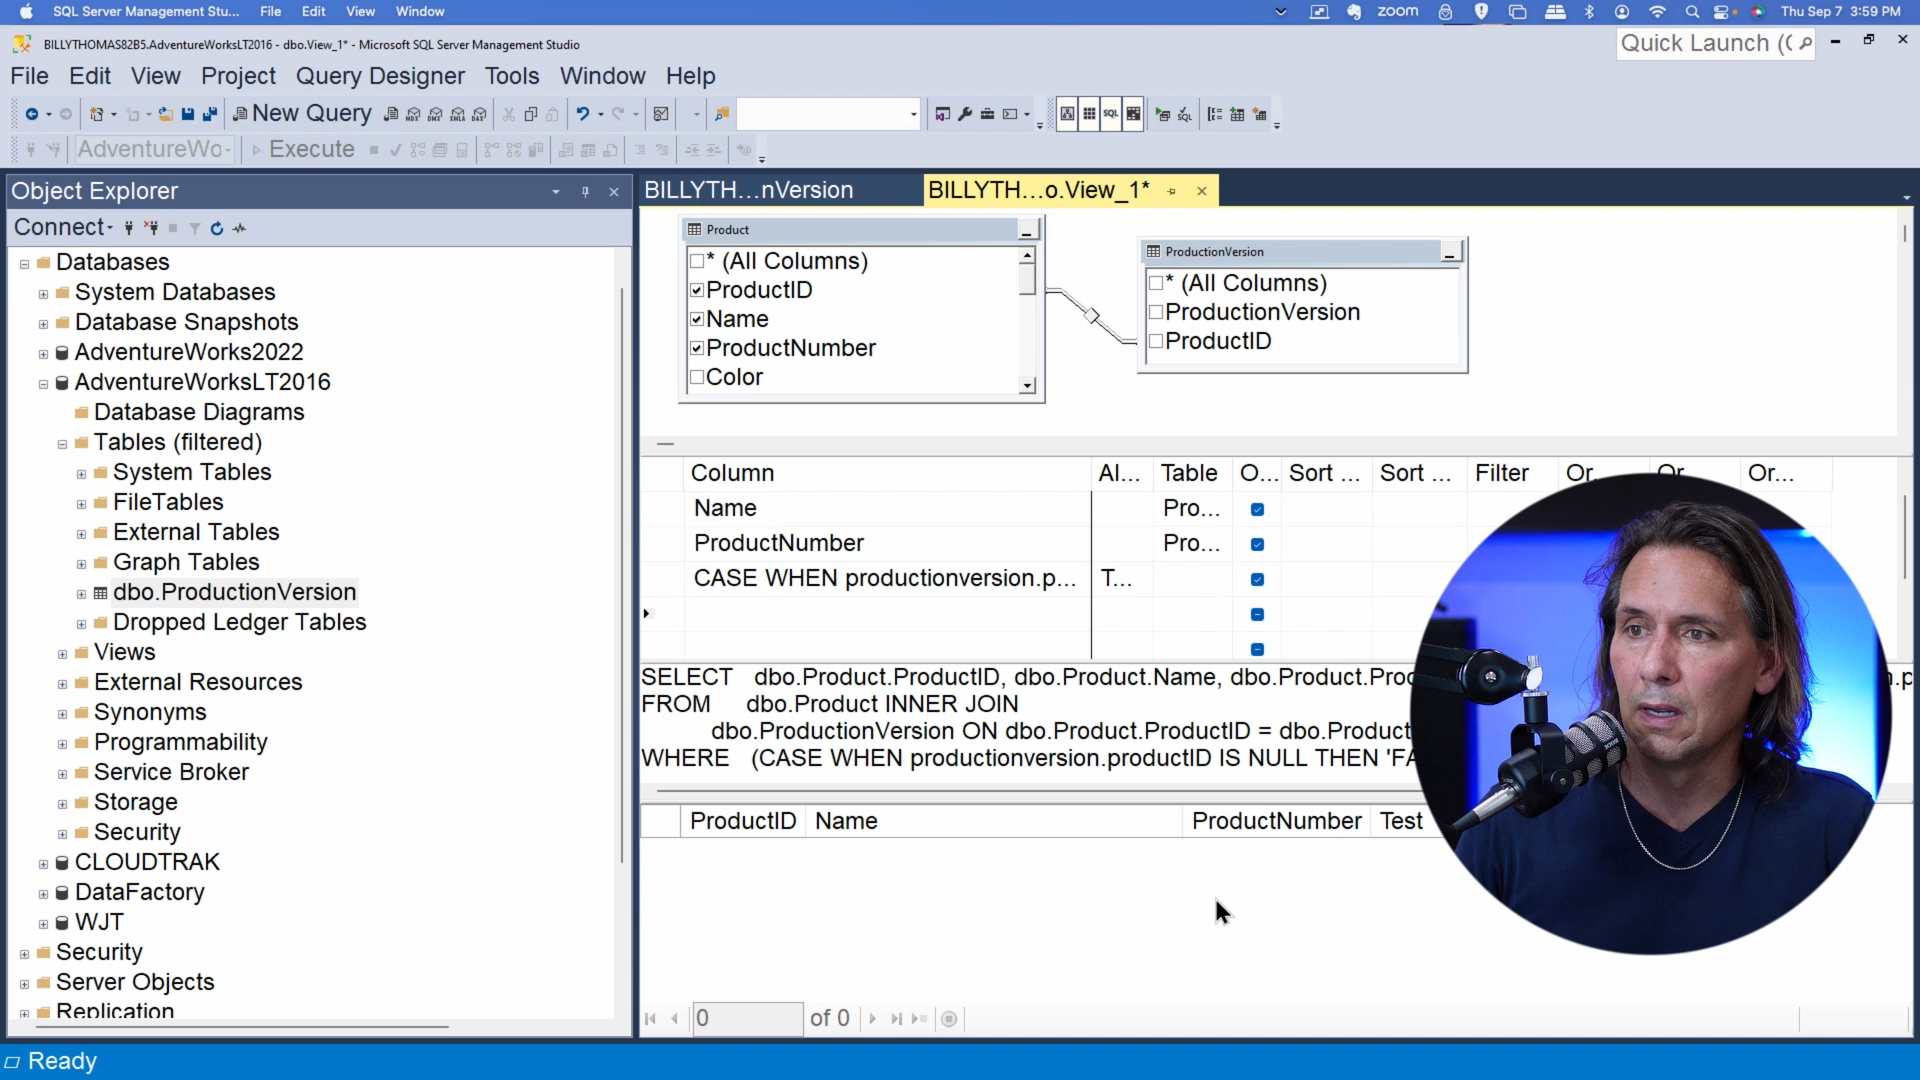 SQL Server Management Stu... File Edit View Window zoom Thu Sep 7 3:59 PM
BILLYTHOMAS82B5.AdventureWorksLT2016 - dbo.View_1* - Microsoft SQL Server Management Studio
Quick Launch (
File Edit View Project Query Designer Tools Window Help
New Query MDX DMX XMLA DAX SQL
AdventureWo Execute
Object Explorer
Connect
Databases
System Databases
Database Snapshots
AdventureWorks2022
AdventureWorksLT2016
Database Diagrams
Tables (filtered)
System Tables
FileTables
External Tables
Graph Tables
dbo.ProductionVersion
Dropped Ledger Tables
Views
External Resources
Synonyms
Programmability
Service Broker
Storage
Security
CLOUDTRAK
DataFactory
WJT
Security
Server Objects
Replication
BILLYTH...nVersion BILLYTH...o.View_1*
Product
* (All Columns)
ProductID
Name
ProductNumber
Color
ProductionVersion
* (All Columns)
ProductionVersion
ProductID
Column Al... Table O... Sort ... Sort ... Filter Or... Or... Or...
Name Pro...
ProductNumber Pro...
CASE WHEN productionversion.p... T...
SELECT dbo.Product.ProductID, dbo.Product.Name, dbo.Product.Proc
FROM dbo.Product INNER JOIN
dbo.ProductionVersion ON dbo.Product.ProductID = dbo.Product
WHERE (CASE WHEN productionversion.productID IS NULL THEN 'FA
ProductID Name ProductNumber Test
0 of 0
Ready